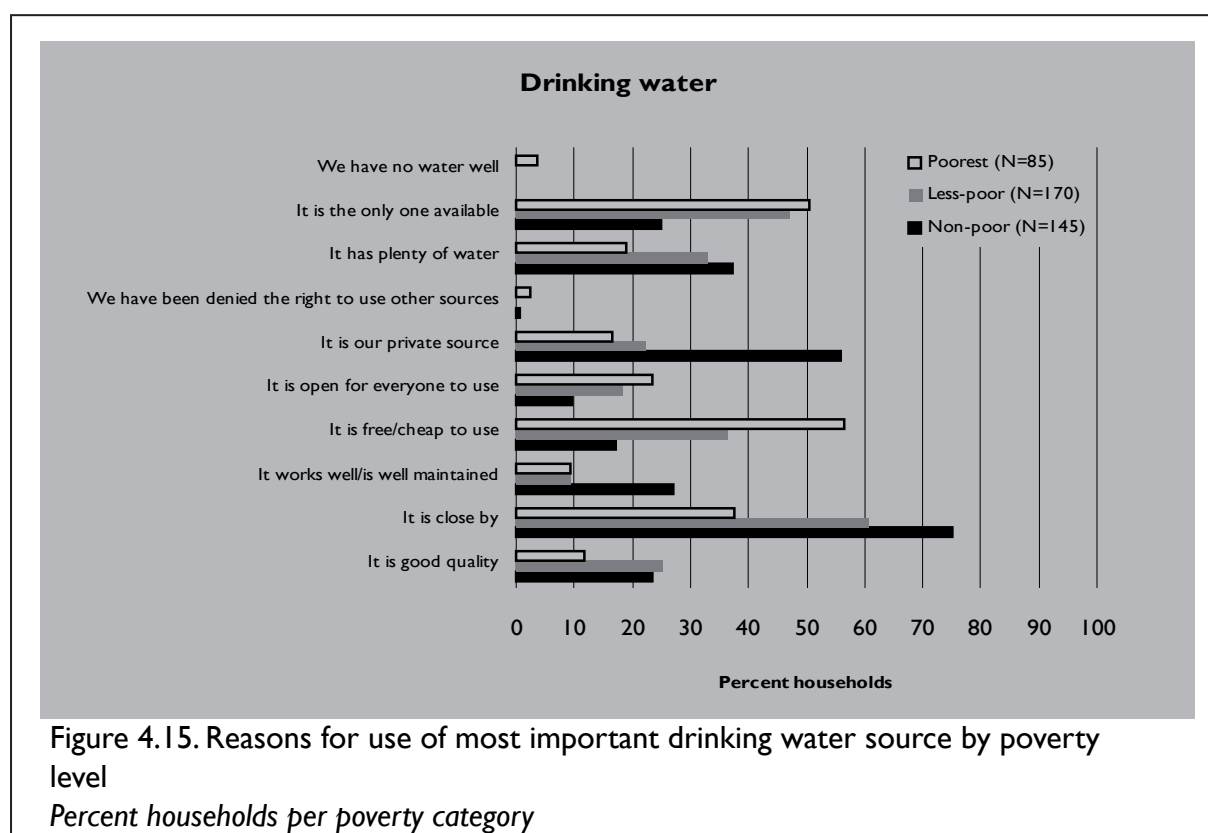 Drinking water
We have no water well
It is the only one available
It has plenty of water
We have been denied the right to use other sources
It is our private source
It is open for everyone to use
It is free/cheap to use
It works well/is well maintained
It is close by
It is good quality
Poorest (N=85)
Less-poor (N=170)
Non-poor (N=145)
0 10 20 30 40 50 60 70 80 90 100
Percent households
Figure 4.15. Reasons for use of most important drinking water source by poverty
level
Percent households per poverty category